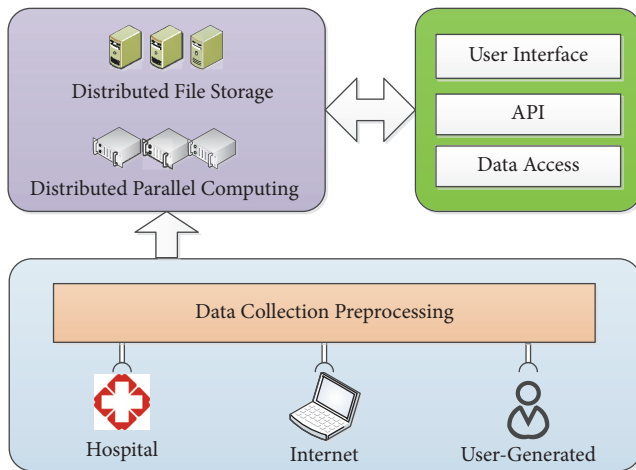 Distributed File Storage
Distributed Parallel Computing
User Interface
API
Data Access
Data Collection Preprocessing
Hospital
Internet
User-Generated